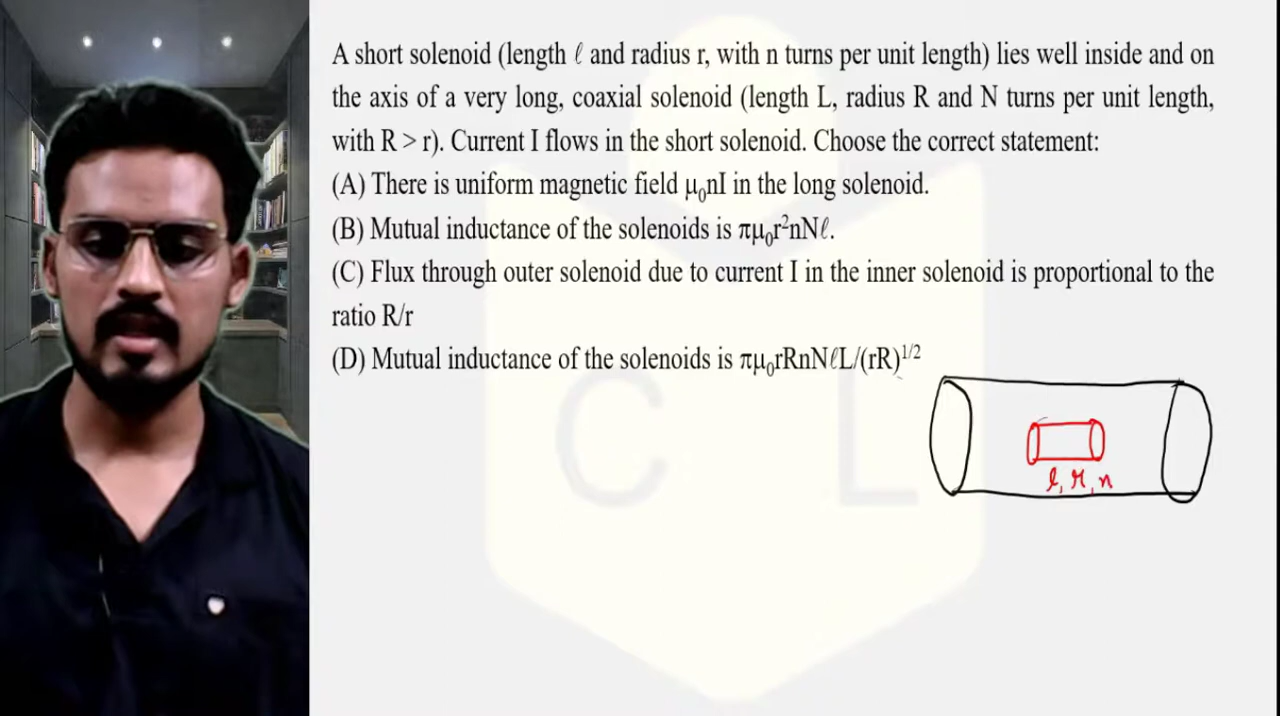 A short solenoid (length ℓ and radius r, with n turns per unit length) lies well inside and on
the axis of a very long, coaxial solenoid (length L, radius R and N turns per unit length,
with R > r). Current I flows in the short solenoid. Choose the correct statement:
(A) There is uniform magnetic field μ₀nI in the long solenoid.
(B) Mutual inductance of the solenoids is πμ₀r²nNℓ.
(C) Flux through outer solenoid due to current I in the inner solenoid is proportional to the
ratio R/r
(D) Mutual inductance of the solenoids is πμ₀rRnNℓL/(rR)^1/2
ℓ, r, n
C L